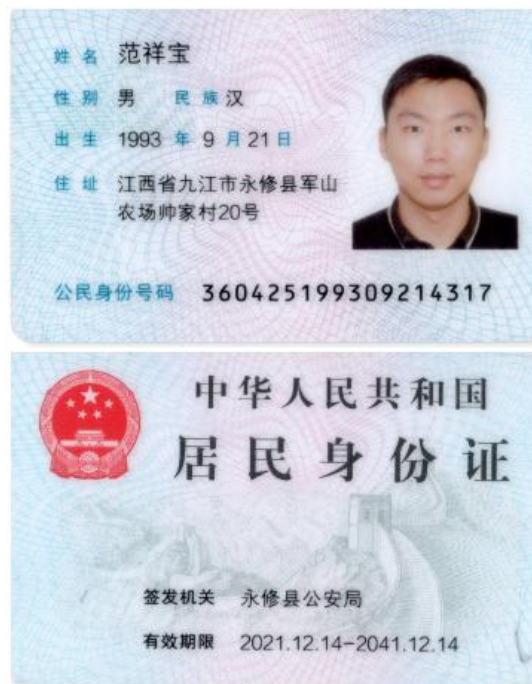 姓名 范祥宝
性别 男 民族 汉
出生 1993 年 9 月 21 日
住址 江西省九江市永修县军山
农场帅家村20号
公民身份号码 360425199309214317
中华人民共和国
居民身份证
签发机关 永修县公安局
有效期限 2021.12.14-2041.12.14